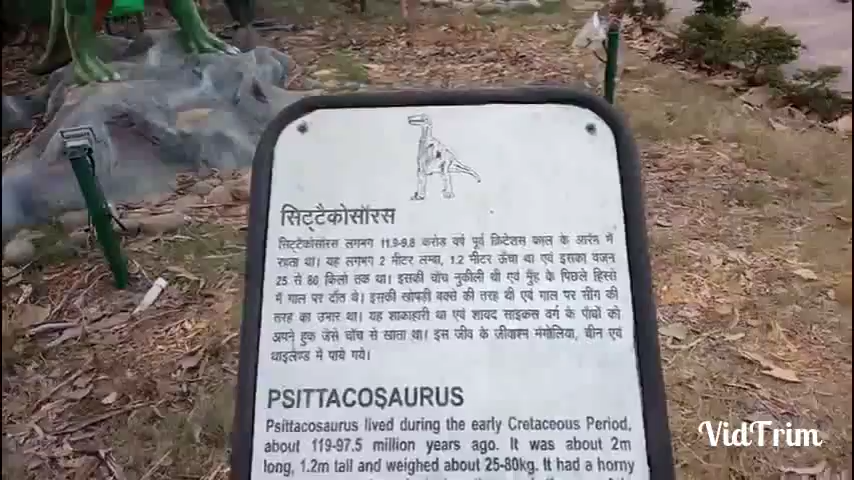 सिट्टैकोसॉरस
सिट्टैकोसॉरस लगभग 11.9-9.8 करोड वर्ष पूर्व क्रिटेशस काल के आरंभ में
रहता था। यह लगभग 2 मीटर लम्बा, 1.2 मीटर ऊँचा था एवं इसका वजन
25 से 80 किलो तक था। इसकी चोंच नुकीली थी एवं मुँह के पिछले हिस्से
में गाल पर दाँत थे। इसकी खोपड़ी बक्से की तरह थी एवं गाल पर सींग की
तरह का उभार था। यह शाकाहारी था एवं शायद साइकस वर्ग के पौधों को
अपने हुक जैसे चोंच से खाता था। इस जीव के जीवाश्म मंगोलिया, चीन एवं
थाइलैण्ड में पाये गये।
PSITTACOSAURUS
Psittacosaurus lived during the early Cretaceous Period,
about 119-97.5 million years ago. It was about 2m
long, 1.2m tall and weighed about 25-80kg. It had a horny
VidTrim